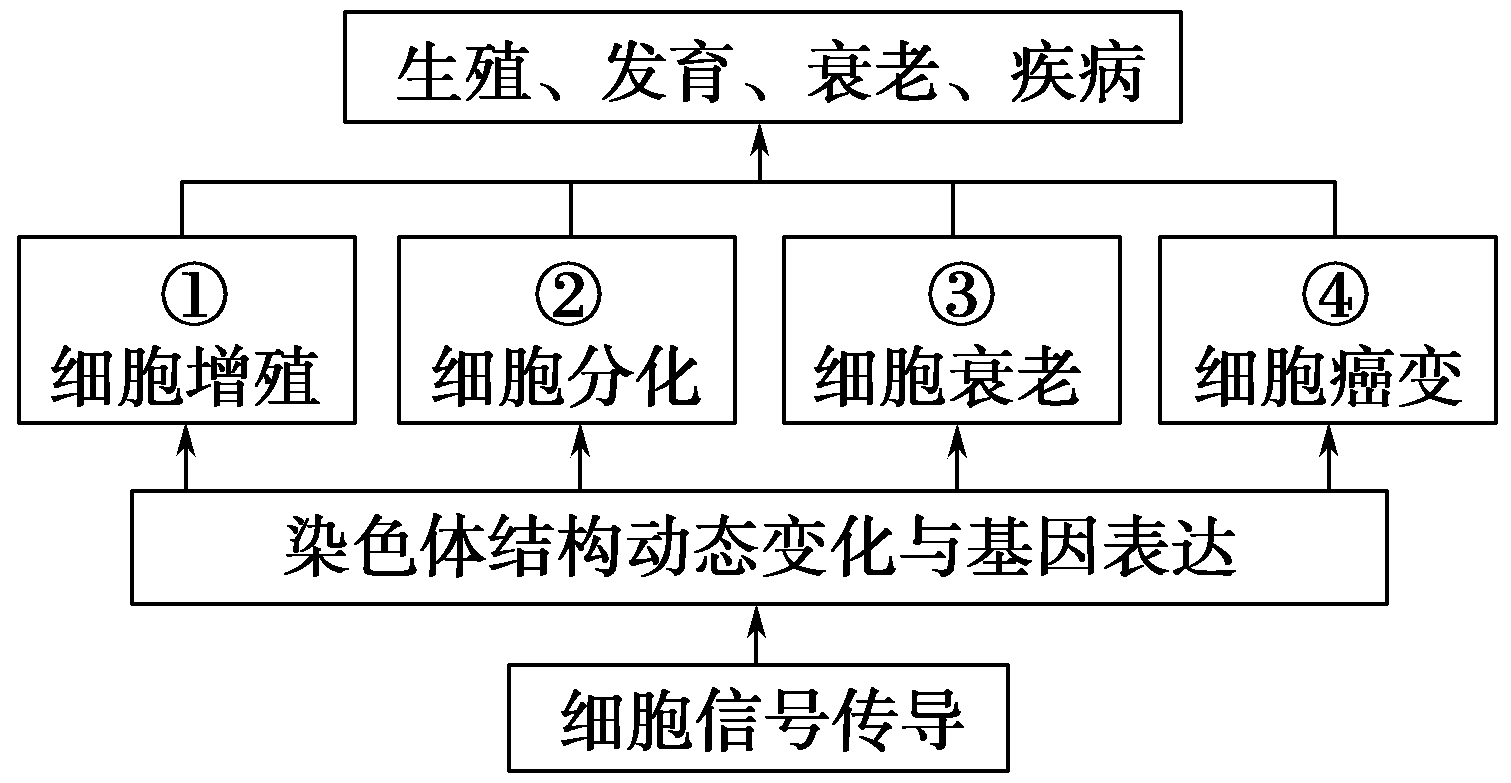 生殖、发育、衰老、疾病
①
细胞增殖
②
细胞分化
③
细胞衰老
④
细胞癌变
染色体结构动态变化与基因表达
细胞信号传导